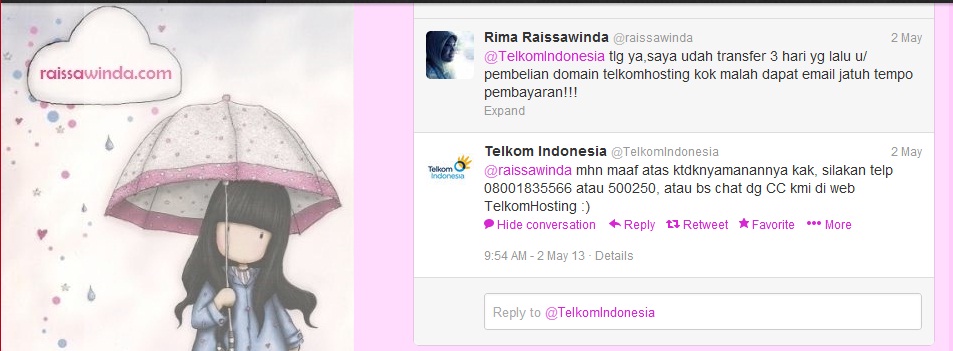 raissawinda.com
Rima Raissawinda @raissawinda 2 May
@TelkomIndonesia tlg ya,saya udah transfer 3 hari yg lalu u/
pembelian domain telkomhosting kok malah dapat email jatuh tempo
pembayaran!!!
Expand
Telkom Indonesia @TelkomIndonesia 2 May
Telkom
Indonesia
@raissawinda mhn maaf atas ktdknyamanannya kak, silakan telp
08001835566 atau 500250, atau bs chat dg CC kmi di web
TelkomHosting :)
Hide conversation Reply Retweet Favorite More
9:54 AM - 2 May 13 · Details
Reply to @TelkomIndonesia